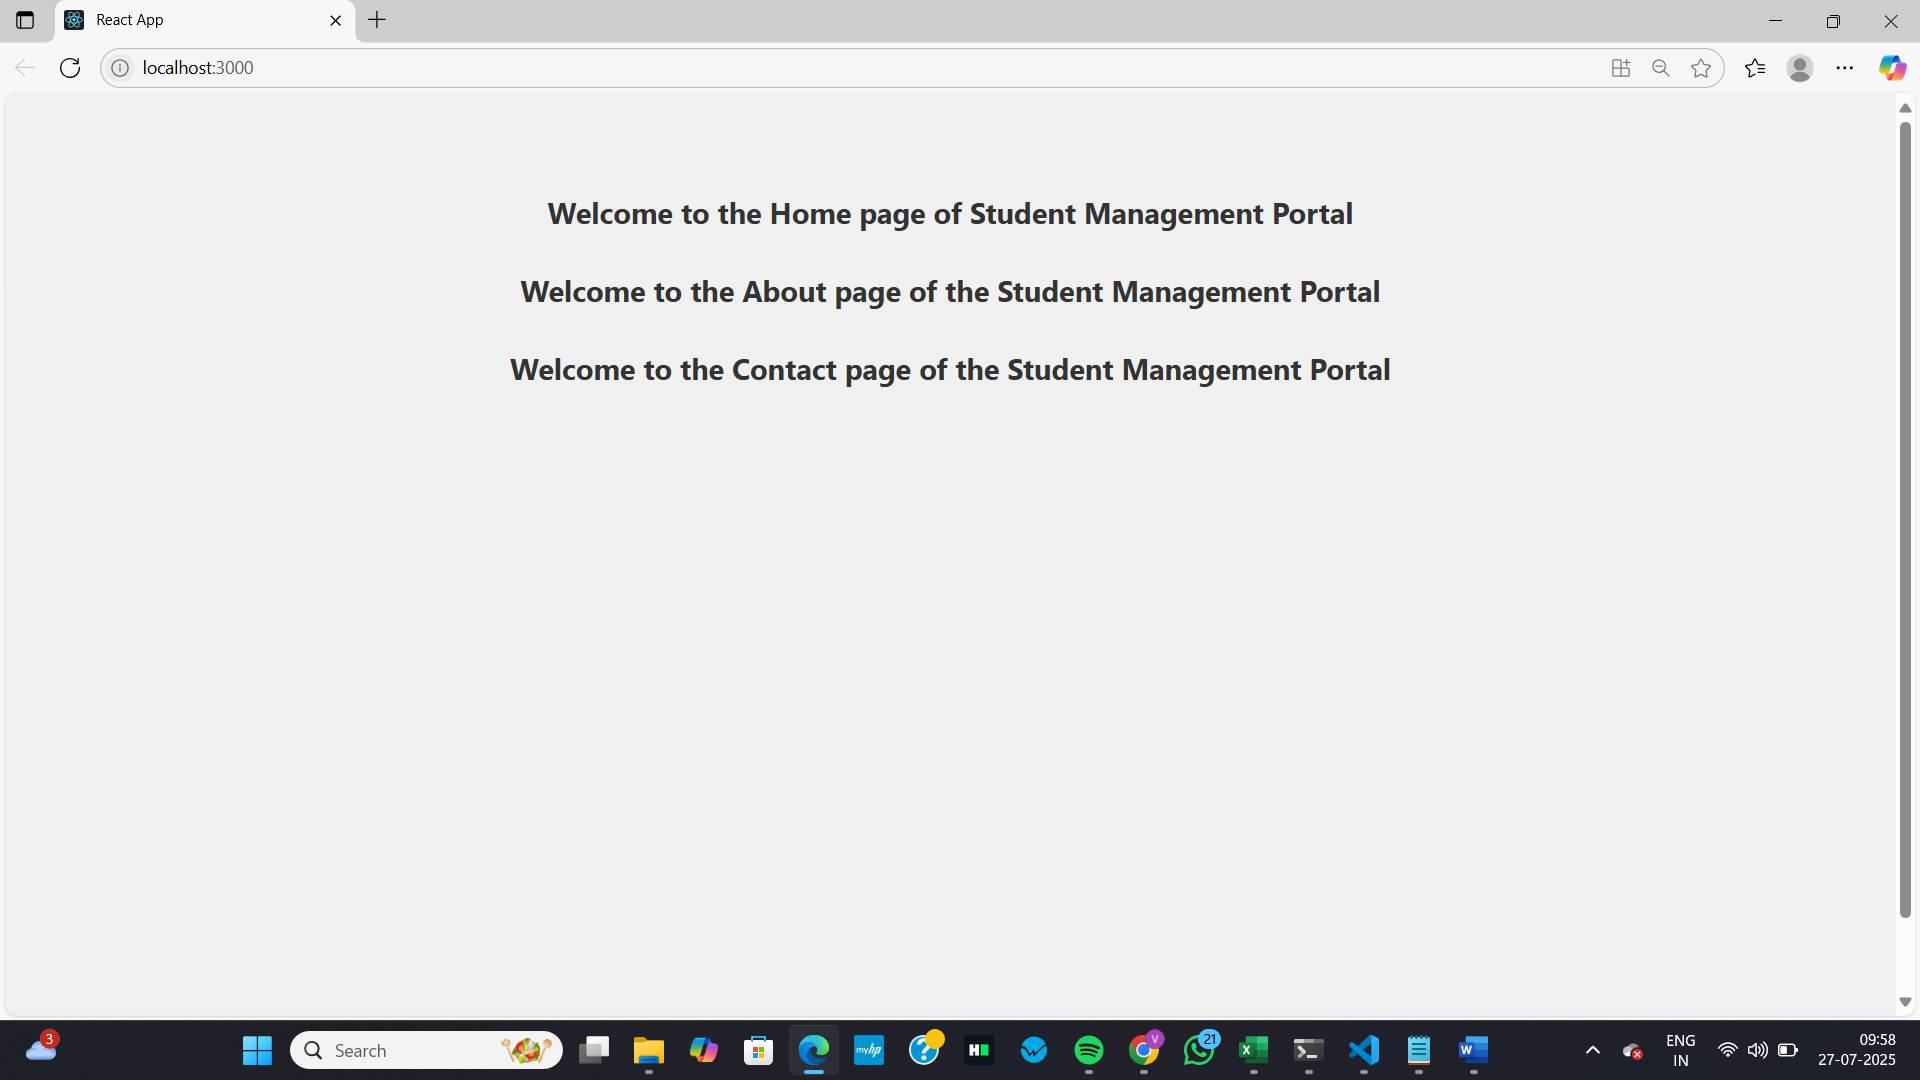 React App
localhost:3000
Welcome to the Home page of Student Management Portal
Welcome to the About page of the Student Management Portal
Welcome to the Contact page of the Student Management Portal
3
Search
myhp
?
H
V
21
X
W
ENG
IN
09:58
27-07-2025